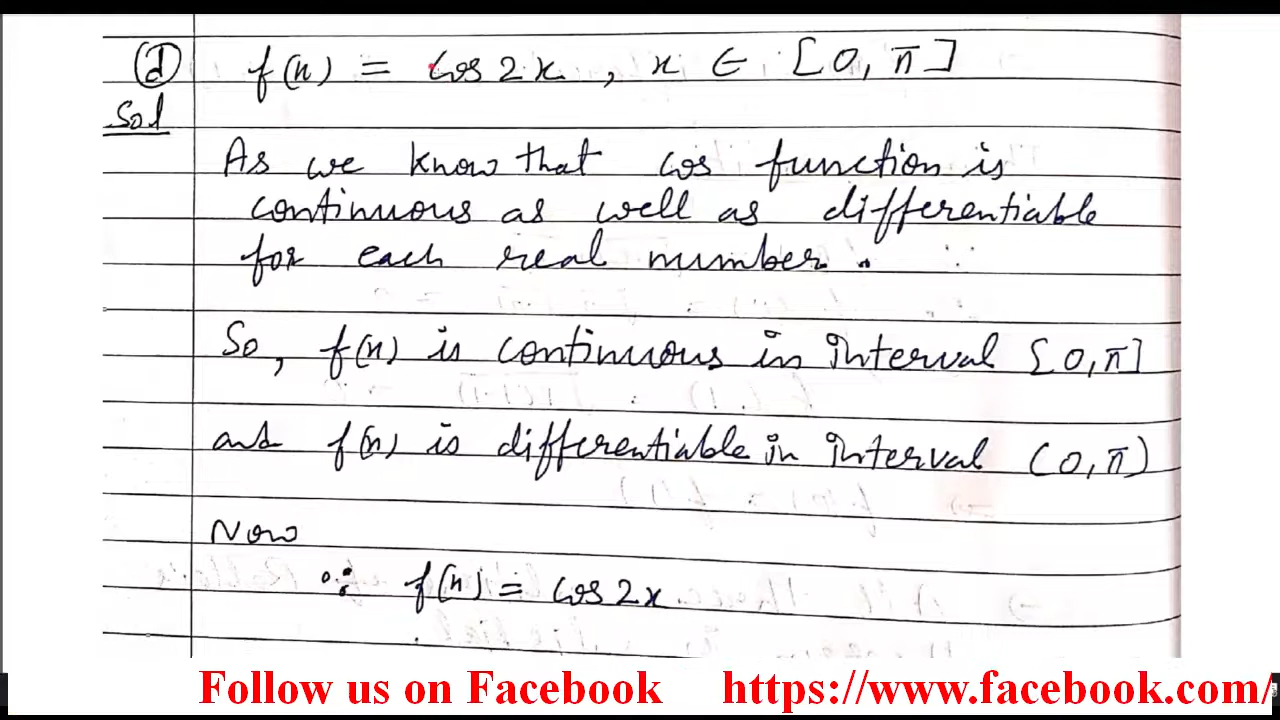 (d) f(x) = cos 2x , x ∈ [0, π]
Sol
As we know that cos function is
continuous as well as differentiable
for each real number.
So, f(x) is continuous in interval [0, π]
and f(x) is differentiable in interval (0, π)
Now
∵ f(x) = cos 2x
Follow us on Facebook https://www.facebook.com/